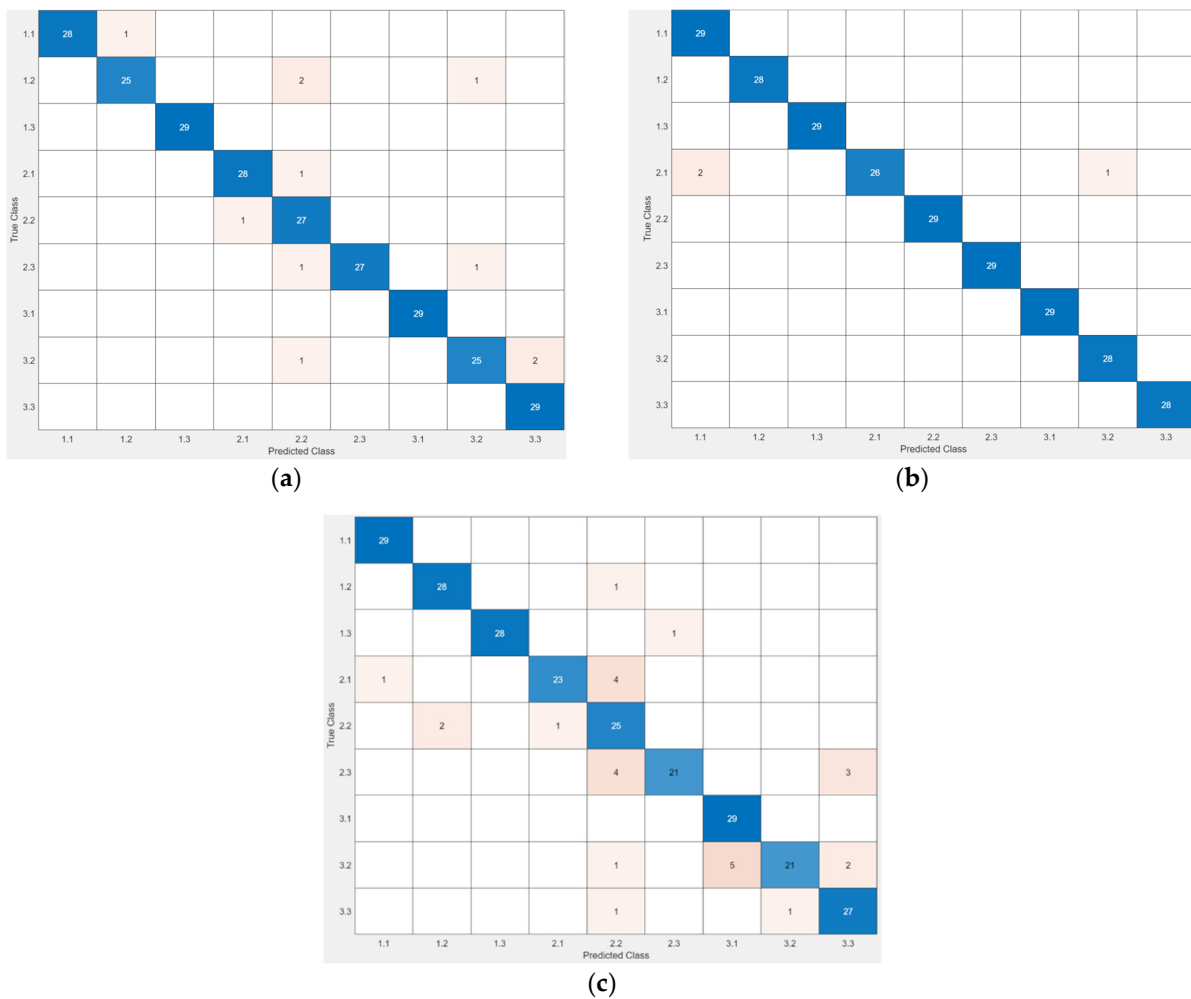 1.1 28 1
1.2 25 2 1
1.3 29
2.1 28 1
2.2 1 27
2.3 1 27 1
3.1 29
3.2 1 25 2
3.3 29
True Class
1.1 1.2 1.3 2.1 2.2 2.3 3.1 3.2 3.3
Predicted Class
(a)
1.1 29
1.2 28
1.3 29
2.1 2 26 1
2.2 29
2.3 29
3.1 29
3.2 28
3.3 28
True Class
1.1 1.2 1.3 2.1 2.2 2.3 3.1 3.2 3.3
Predicted Class
(b)
1.1 29
1.2 28 1
1.3 28 1
2.1 1 23 4
2.2 2 1 25
2.3 4 21 3
3.1 29
3.2 1 5 21 2
3.3 1 1 27
True Class
1.1 1.2 1.3 2.1 2.2 2.3 3.1 3.2 3.3
Predicted Class
(c)